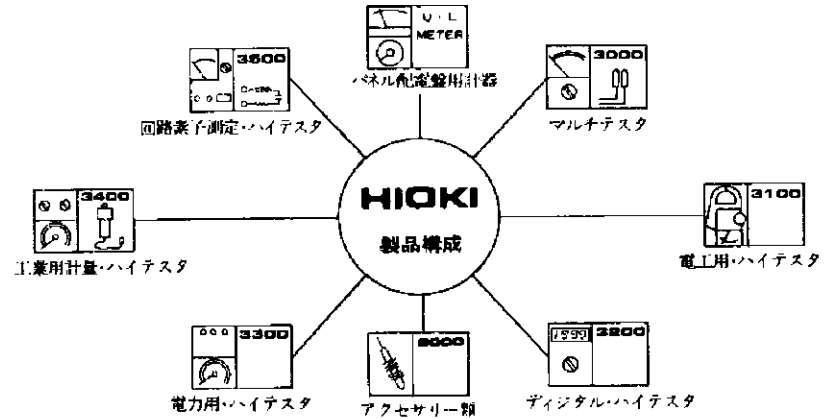 V・L
METER
パネル配電盤用計器
3500
回路素子測定・ハイテスタ
3000
マルチテスタ
3400
工業用計量・ハイテスタ
HIOKI
製品構成
3100
電工用・ハイテスタ
3300
電力用・ハイテスタ
9000
アクセサリー類
1999
3200
ディジタル・ハイテスタ